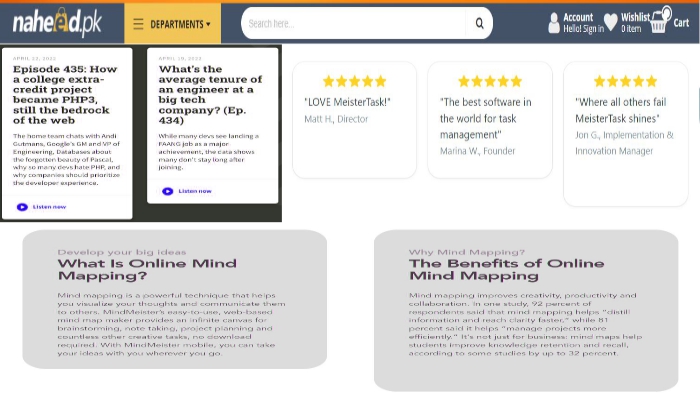 naheed.pk
DEPARTMENTS
Search here...
Account
Hello! Sign in
Wishlist
0 item
0
Cart
APRIL 22, 2022
Episode 435: How
a college extra-
credit project
became PHP3,
still the bedrock
of the web
The home team chats with Andi
Gutmans, Google's GM and VP of
Engineering, Databases about
the forgotten beauty of Pascal,
why so many devs hate PHP, and
why companies should prioritize
the developer experience.
Listen now
What's the
average tenure of
an engineer at a
big tech
company? (Ep.
434)
While many devs see landing a
FAANG job as a major
achievement, the data shows
many don't stay long after
joining.
Listen now
"LOVE MeisterTask!"
Matt H., Director
"The best software in
the world for task
management"
Marina W., Founder
"Where all others fail
MeisterTask shines"
Jon G., Implementation &
Innovation Manager
Develop your big ideas
What Is Online Mind
Mapping?
Mind mapping is a powerful technique that helps
you visualize your thoughts and communicate them
to others. MindMeister's easy-to-use, web-based
mind map maker provides an infinite canvas for
brainstorming, note taking, project planning and
countless other creative tasks, no download
required. With MindMeister mobile, you can take
your ideas with you wherever you go.
Why Mind Mapping?
The Benefits of Online
Mind Mapping
Mind mapping improves creativity, productivity and
collaboration. In one study, 92 percent of
respondents said that mind mapping helps "distill
information and reach clarity faster," while 81
percent said it helps "manage projects more
efficiently." It's not just for business: mind maps help
students improve knowledge retention and recall,
according to some studies by up to 32 percent.